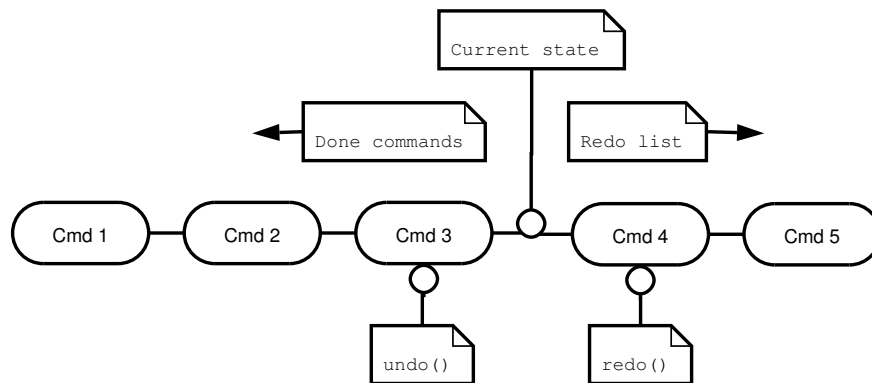 Current state
Done commands
Redo list
Cmd 1
Cmd 2
Cmd 3
Cmd 4
Cmd 5
undo()
redo()